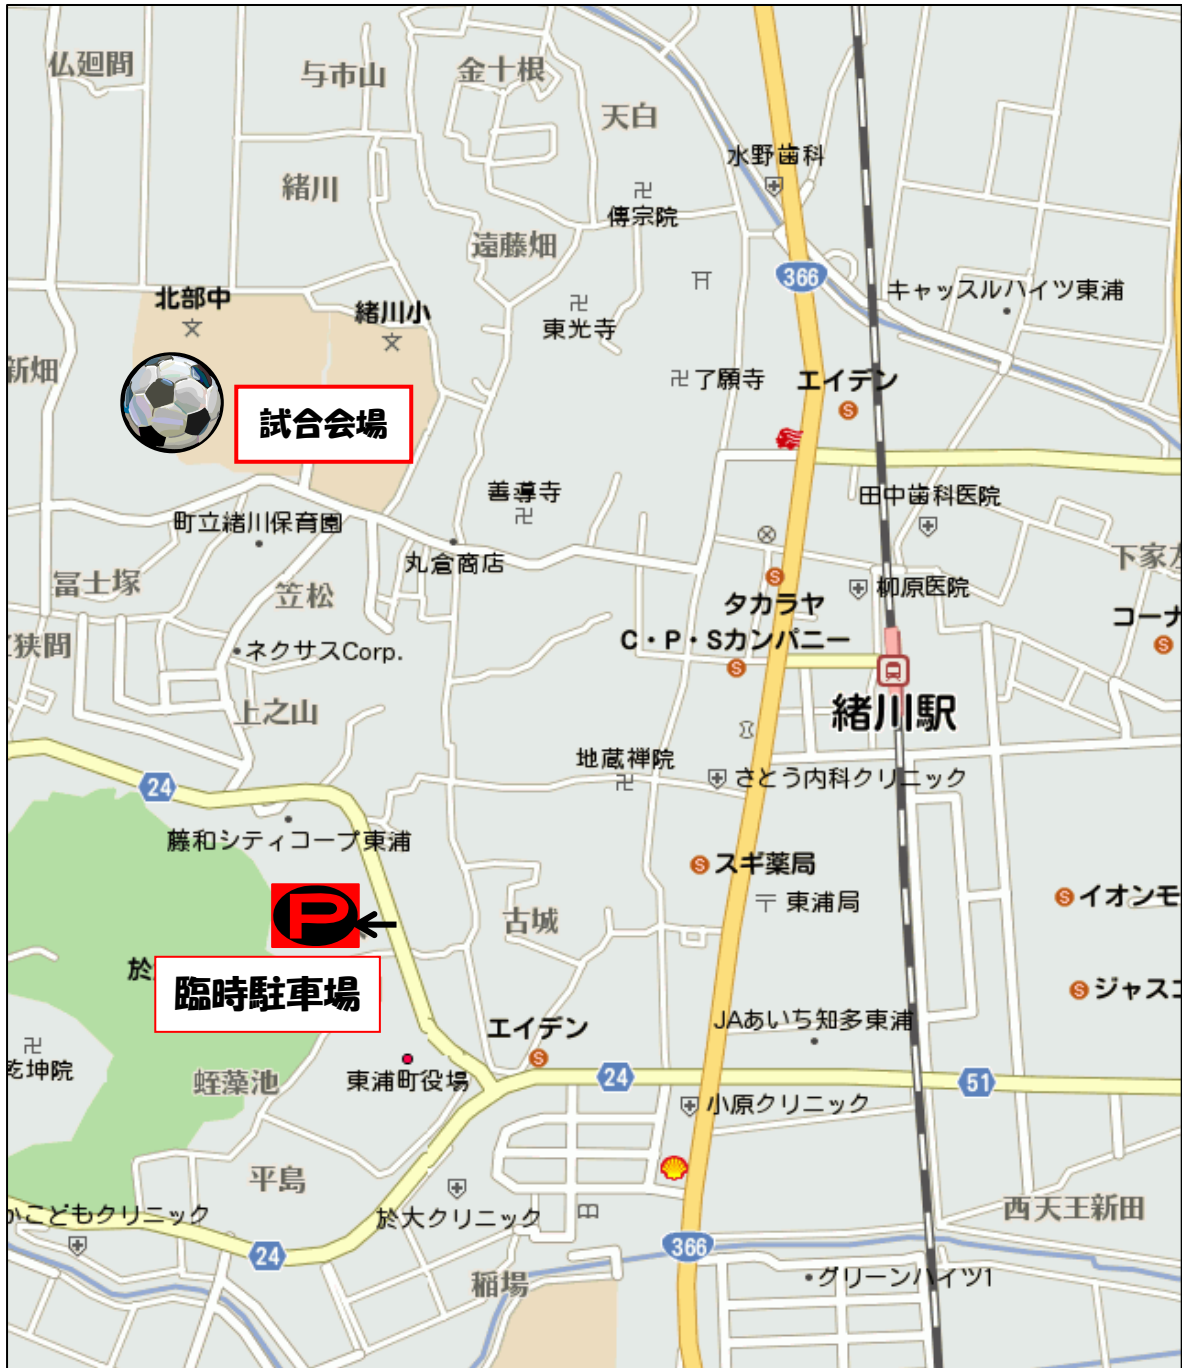 仏廻間
与市山
金十根
天白
水野歯科
緒川
傳宗院
遠藤畑
366
キャッスルハイツ東浦
北部中
緒川小
東光寺
新畑
了願寺
エイデン
試合会場
善導寺
田中歯科医院
町立緒川保育園
丸倉商店
下家左
冨士塚
笠松
柳原医院
タカラヤ
コーナ
C・P・Sカンパニー
狭間
ネクサスCorp.
上之山
緒川駅
地蔵禅院
さとう内科クリニック
24
藤和シティコープ東浦
スギ薬局
東浦局
イオンモ
P
古城
於
臨時駐車場
ジャスコ
エイデン
JAあいち知多東浦
乾坤院
蛭藻池
東浦町役場
24
51
小原クリニック
平島
かこどもクリニック
於大クリニック
西天王新田
24
366
稲場
グリーンハイツ1